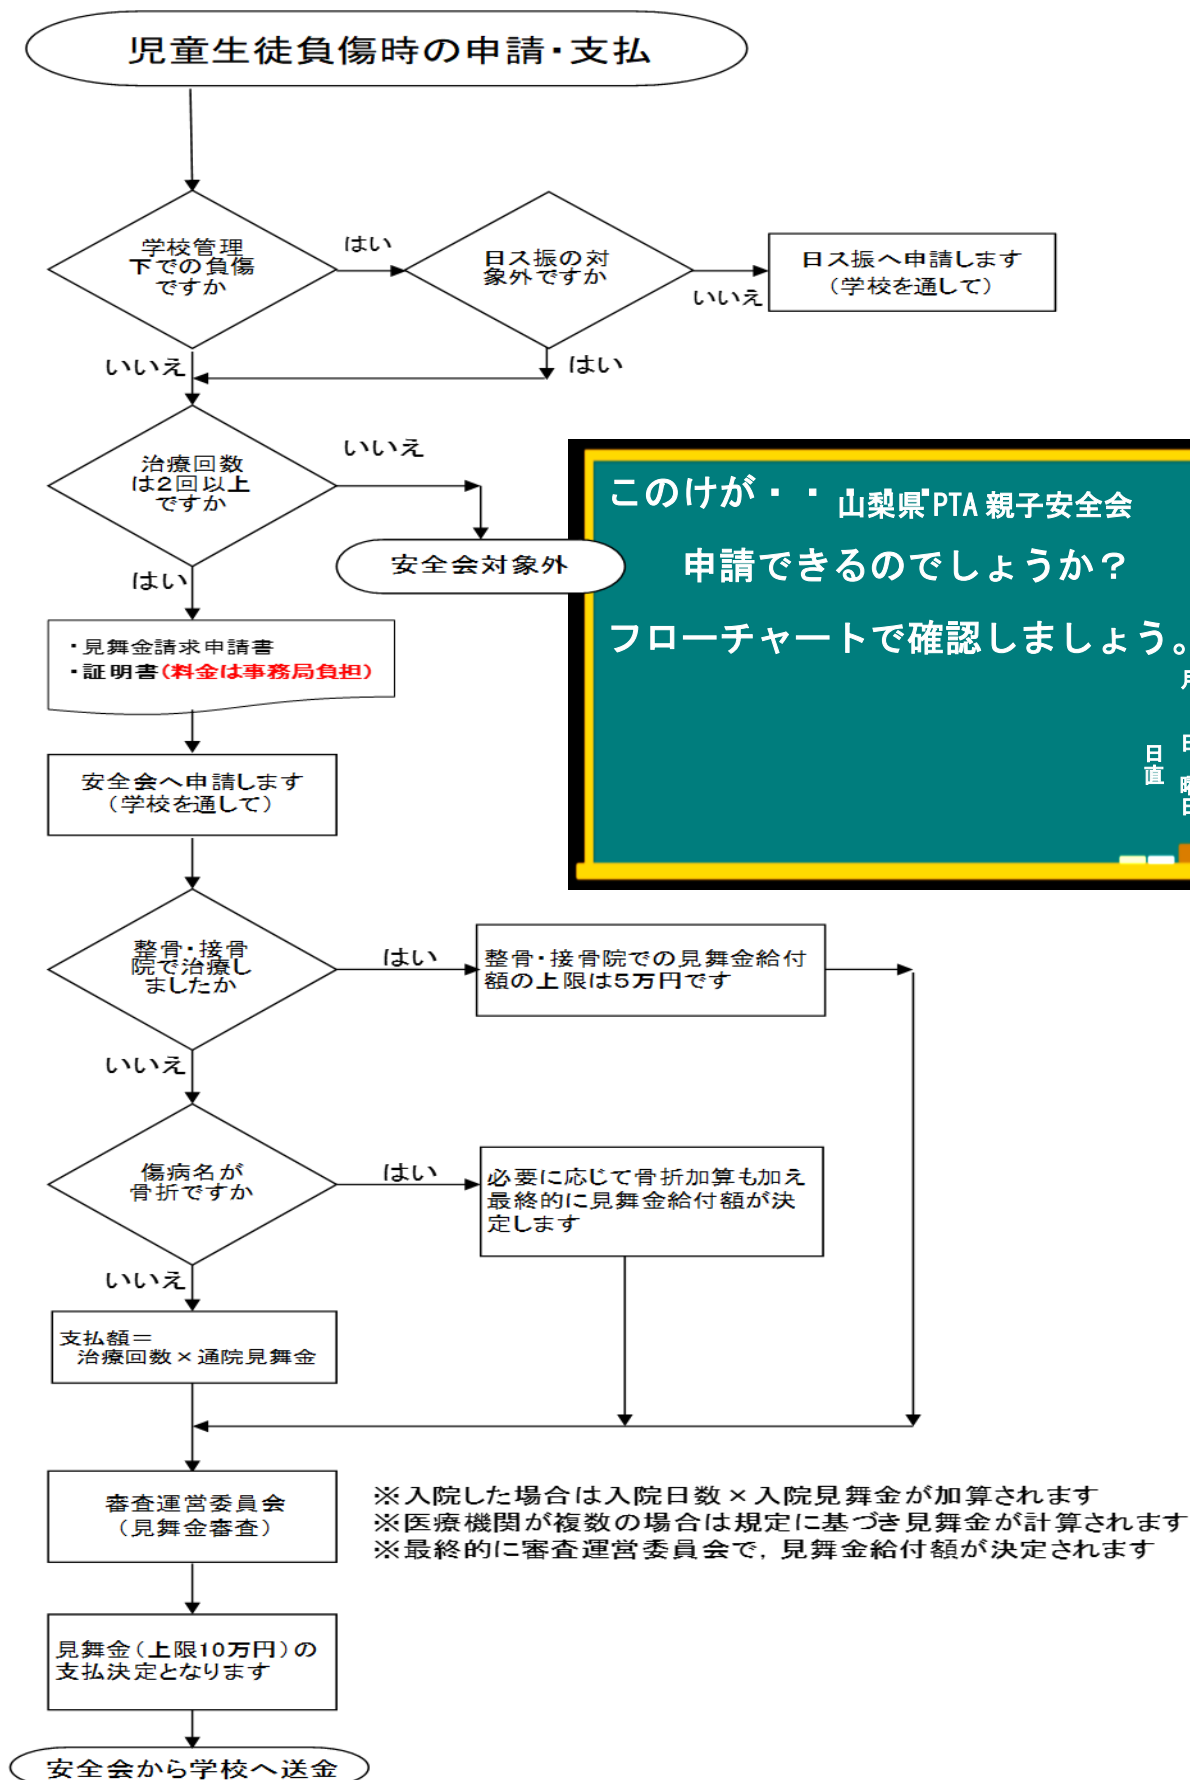 児童生徒負傷時の申請・支払
学校管理
下での負傷
ですか
はい
日ス振の対
象外ですか
いいえ
日ス振へ申請します
（学校を通して）
いいえ
はい
治療回数
は2回以上
ですか
いいえ
安全会対象外
はい
このけが・・・・・
山梨県PTA親子安全会
申請できるのでしょうか？
フローチャートで確認しましょう。
月
日
曜日
日直
・見舞金請求申請書
・証明書(料金は事務局負担)
安全会へ申請します
（学校を通して）
整骨・接骨
院で治療し
ましたか
はい
整骨・接骨院での見舞金給付
額の上限は5万円です
いいえ
傷病名が
骨折ですか
はい
必要に応じて骨折加算も加え
最終的に見舞金給付額が決
定します
いいえ
支払額＝
治療回数×通院見舞金
審査運営委員会
（見舞金審査）
※入院した場合は入院日数×入院見舞金が加算されます
※医療機関が複数の場合は規定に基づき見舞金が計算されます
※最終的に審査運営委員会で，見舞金給付額が決定されます
見舞金（上限10万円）の
支払決定となります
安全会から学校へ送金